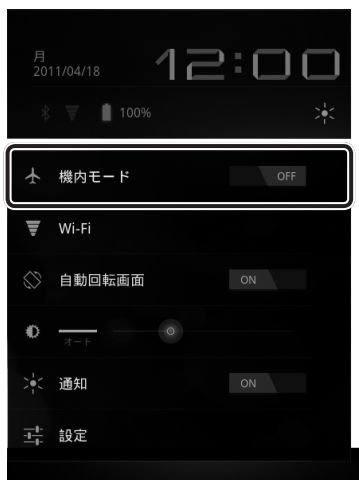 月
2011/04/18
12:00
100%
機内モード
OFF
Wi-Fi
自動回転画面
ON
オート
通知
ON
設定